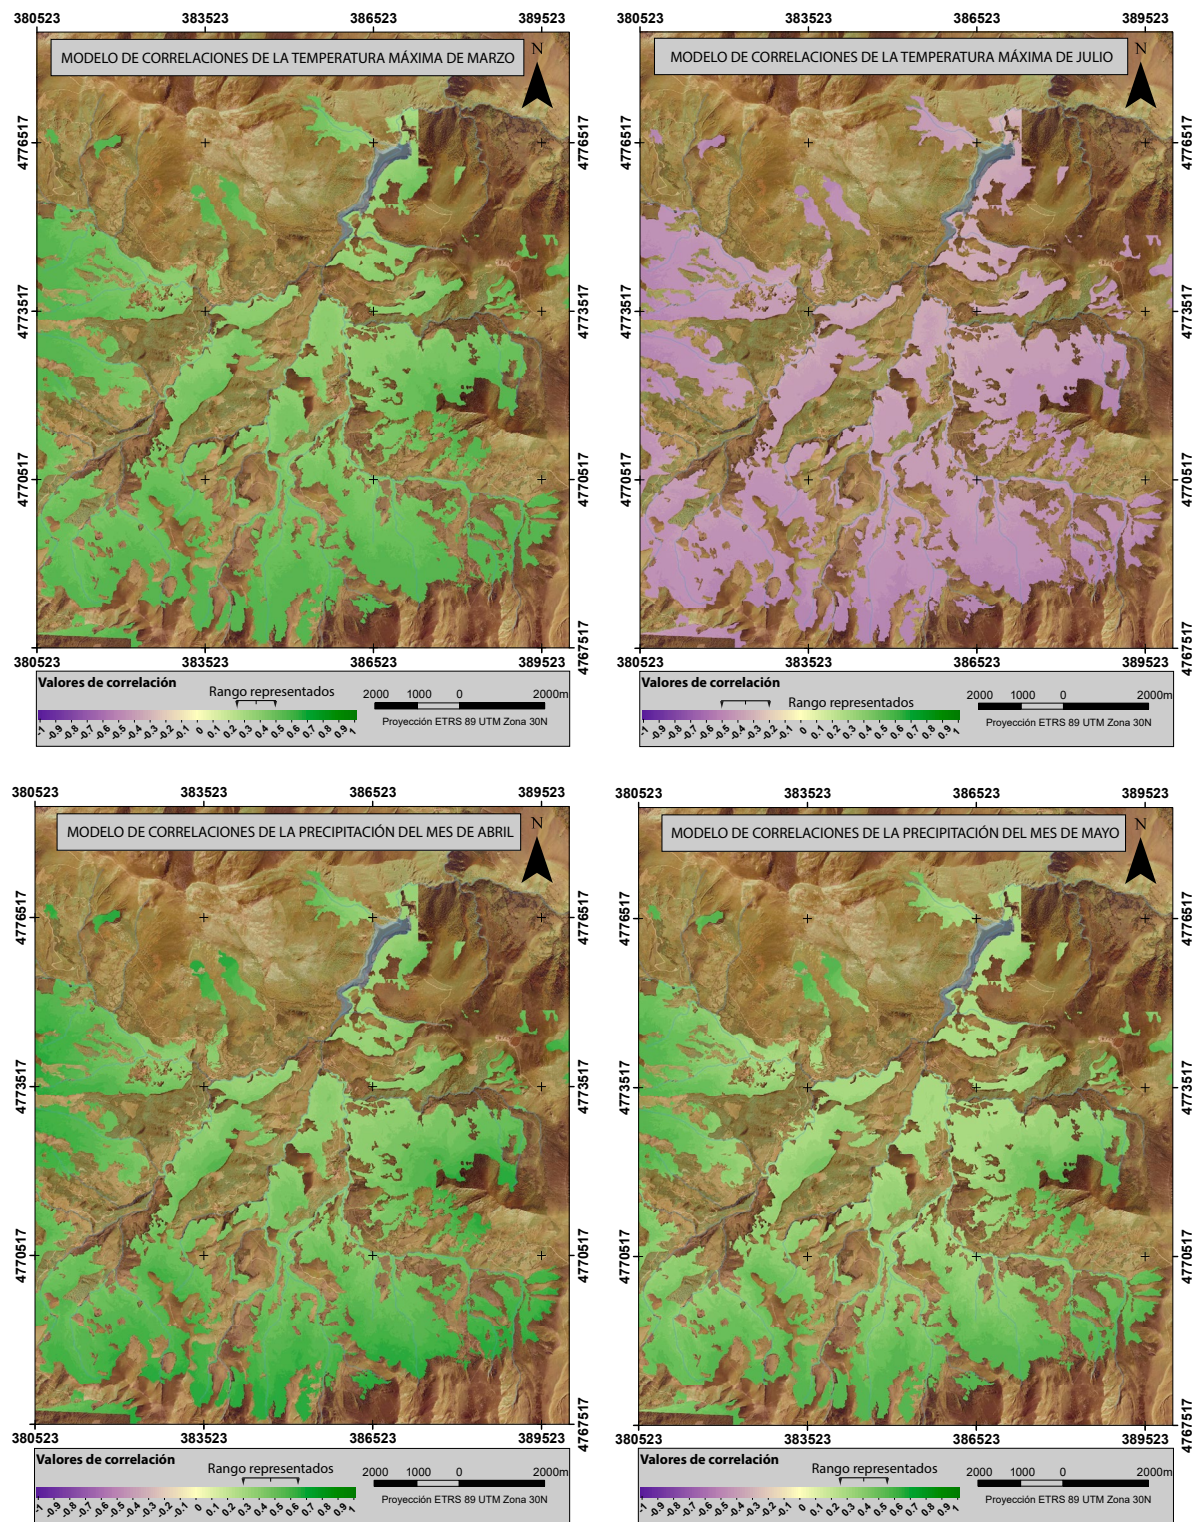 380523 383523 386523 389523
MODELO DE CORRELACIONES DE LA TEMPERATURA MÁXIMA DE MARZO
N
4776517 4776517
4773517 4773517
4770517 4770517
4767517
380523 383523 386523 389523
Valores de correlación
Rango representados
2000 1000 0 2000m
Proyección ETRS 89 UTM Zona 30N
-1 -0.9 -0.8 -0.7 -0.6 -0.5 -0.4 -0.3 -0.2 -0.1 0 0.1 0.2 0.3 0.4 0.5 0.6 0.7 0.8 0.9 1
380523 383523 386523 389523
MODELO DE CORRELACIONES DE LA TEMPERATURA MÁXIMA DE JULIO
N
4776517 4776517
4773517 4773517
4770517 4770517
4767517
380523 383523 386523 389523
Valores de correlación
Rango representados
2000 1000 0 2000m
Proyección ETRS 89 UTM Zona 30N
-1 -0.9 -0.8 -0.7 -0.6 -0.5 -0.4 -0.3 -0.2 -0.1 0 0.1 0.2 0.3 0.4 0.5 0.6 0.7 0.8 0.9 1
380523 383523 386523 389523
MODELO DE CORRELACIONES DE LA PRECIPITACIÓN DEL MES DE ABRIL
N
4776517 4776517
4773517 4773517
4770517 4770517
4767517
380523 383523 386523 389523
Valores de correlación
Rango representados
2000 1000 0 2000m
Proyección ETRS 89 UTM Zona 30N
-1 -0.9 -0.8 -0.7 -0.6 -0.5 -0.4 -0.3 -0.2 -0.1 0 0.1 0.2 0.3 0.4 0.5 0.6 0.7 0.8 0.9 1
380523 383523 386523 389523
MODELO DE CORRELACIONES DE LA PRECIPITACIÓN DEL MES DE MAYO
N
4776517 4776517
4773517 4773517
4770517 4770517
4767517
380523 383523 386523 389523
Valores de correlación
Rango representados
2000 1000 0 2000m
Proyección ETRS 89 UTM Zona 30N
-1 -0.9 -0.8 -0.7 -0.6 -0.5 -0.4 -0.3 -0.2 -0.1 0 0.1 0.2 0.3 0.4 0.5 0.6 0.7 0.8 0.9 1